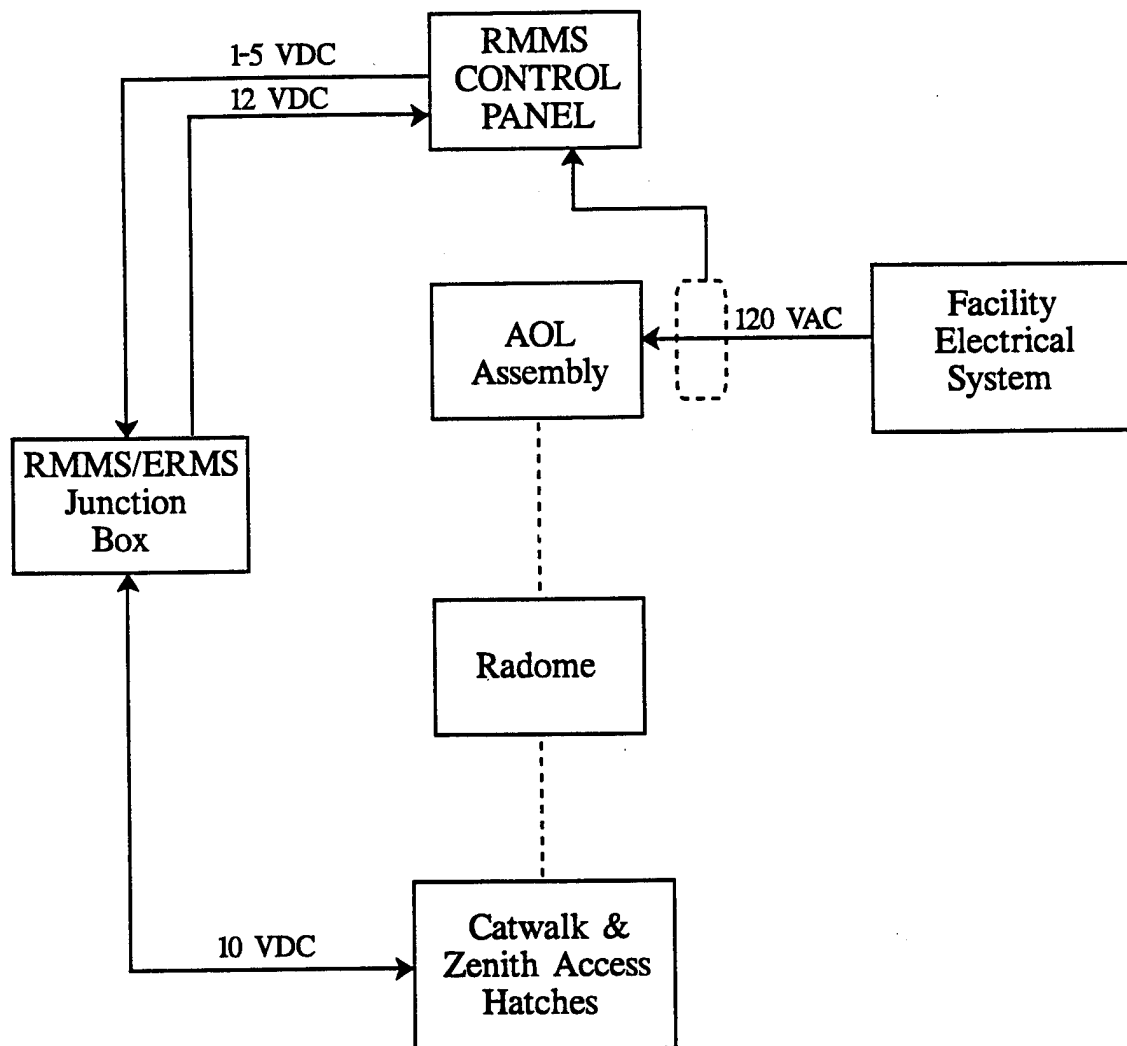 RMMS
CONTROL
PANEL
1-5 VDC
12 VDC
AOL
Assembly
120 VAC
Facility
Electrical
System
RMMS/ERMS
Junction
Box
Radome
10 VDC
Catwalk &
Zenith Access
Hatches